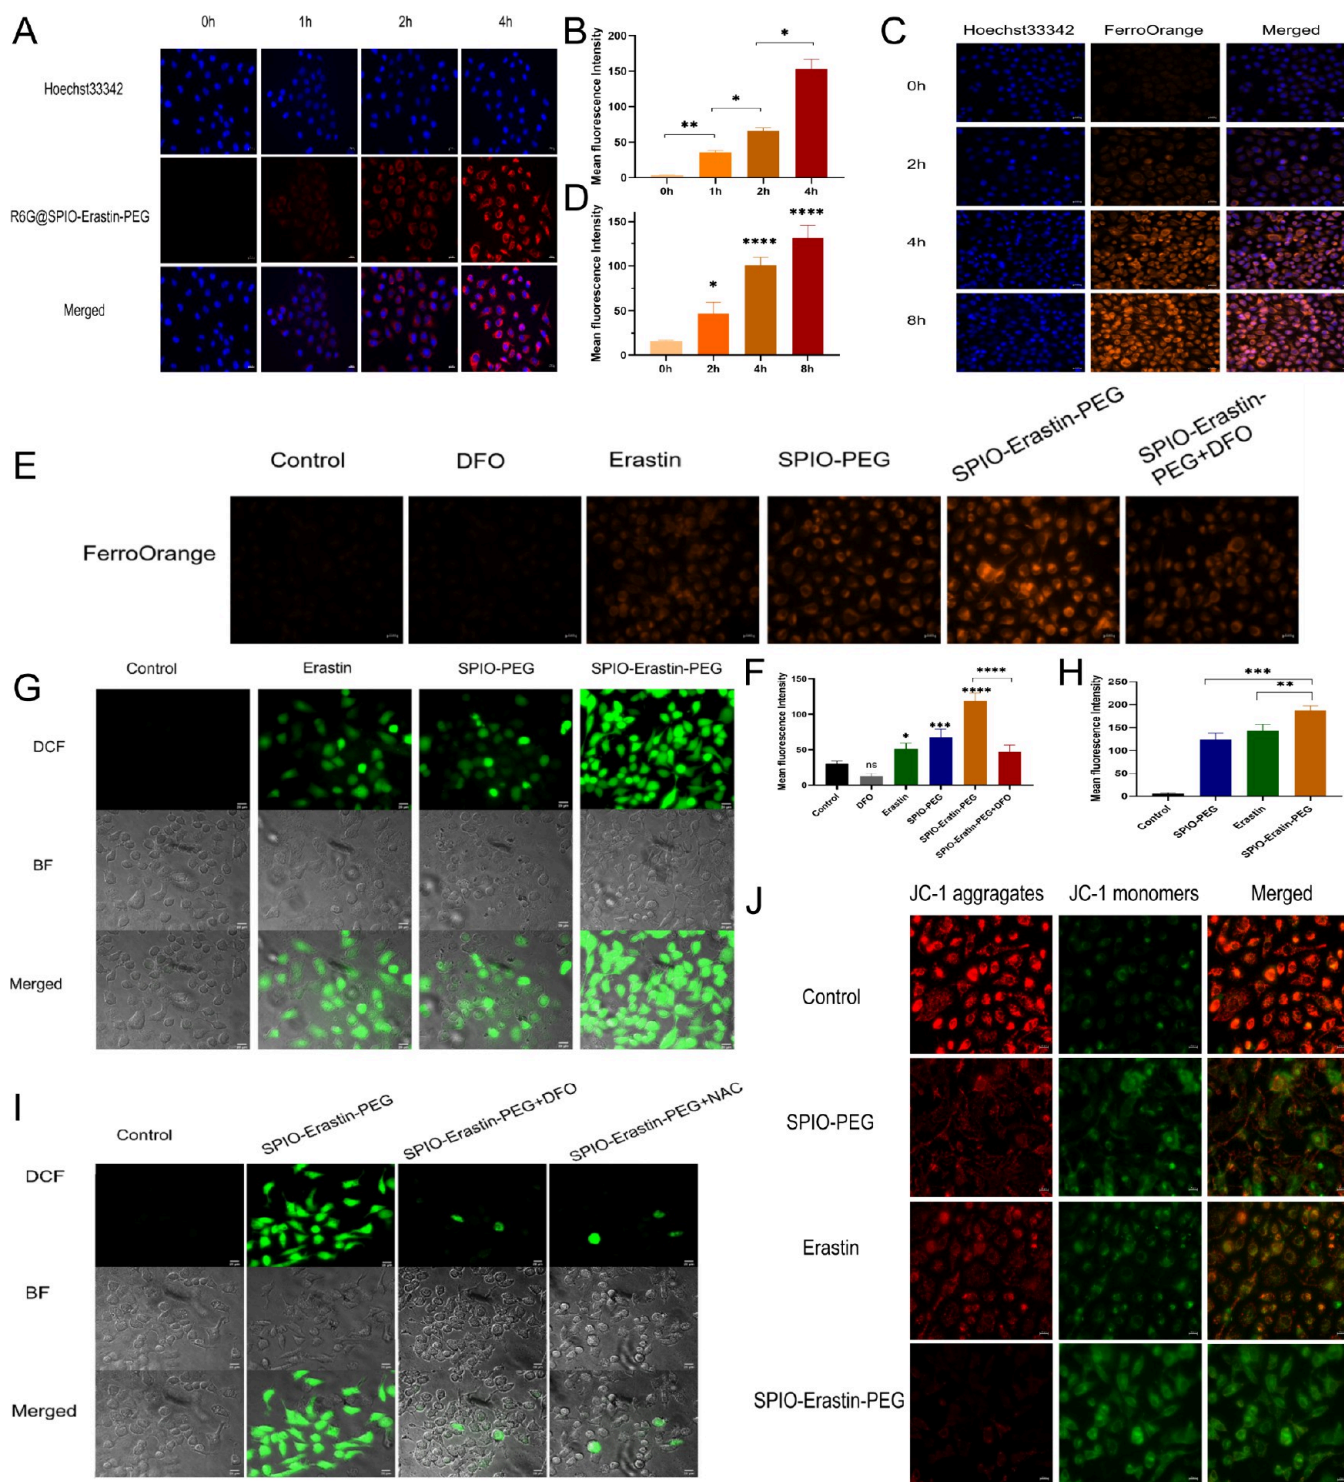 A
0h
1h
2h
4h
Hoechst33342
R6G@SPIO-Erastin-PEG
Merged
B
Mean fluorescence Intensity
200
150
100
50
0
**
*
*
0h
1h
2h
4h
C
Hoechst33342
FerroOrange
Merged
0h
2h
4h
8h
D
Mean fluorescence Intensity
150
100
50
0
*
****
****
0h
2h
4h
8h
E
Control
DFO
Erastin
SPIO-PEG
SPIO-Erastin-PEG
SPIO-Erastin-
PEG+DFO
FerroOrange
G
Control
Erastin
SPIO-PEG
SPIO-Erastin-PEG
DCF
BF
Merged
F
Mean fluorescence Intensity
150
100
50
0
ns
*
***
****
****
Control
DFO
Erastin
SPIO-PEG
SPIO-Eratin-PEG
SPIO-Eratin-PEG+DFO
H
Mean fluorescence Intensity
250
200
150
100
50
0
***
**
Control
SPIO-PEG
Erastin
SPIO-Eratin-PEG
I
Control
SPIO-Erastin-PEG
SPIO-Erastin-PEG+DFO
SPIO-Erastin-PEG+NAC
DCF
BF
Merged
J
JC-1 aggragates
JC-1 monomers
Merged
Control
SPIO-PEG
Erastin
SPIO-Erastin-PEG